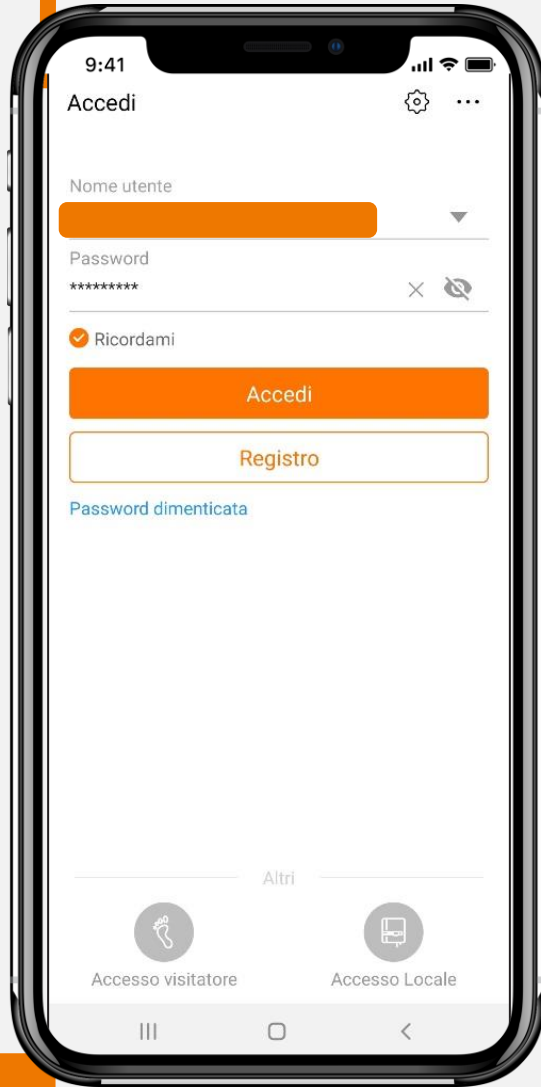 9:41
Accedi
Nome utente
Password
*********
Ricordami
Accedi
Registro
Password dimenticata
Altri
Accesso visitatore
Accesso Locale